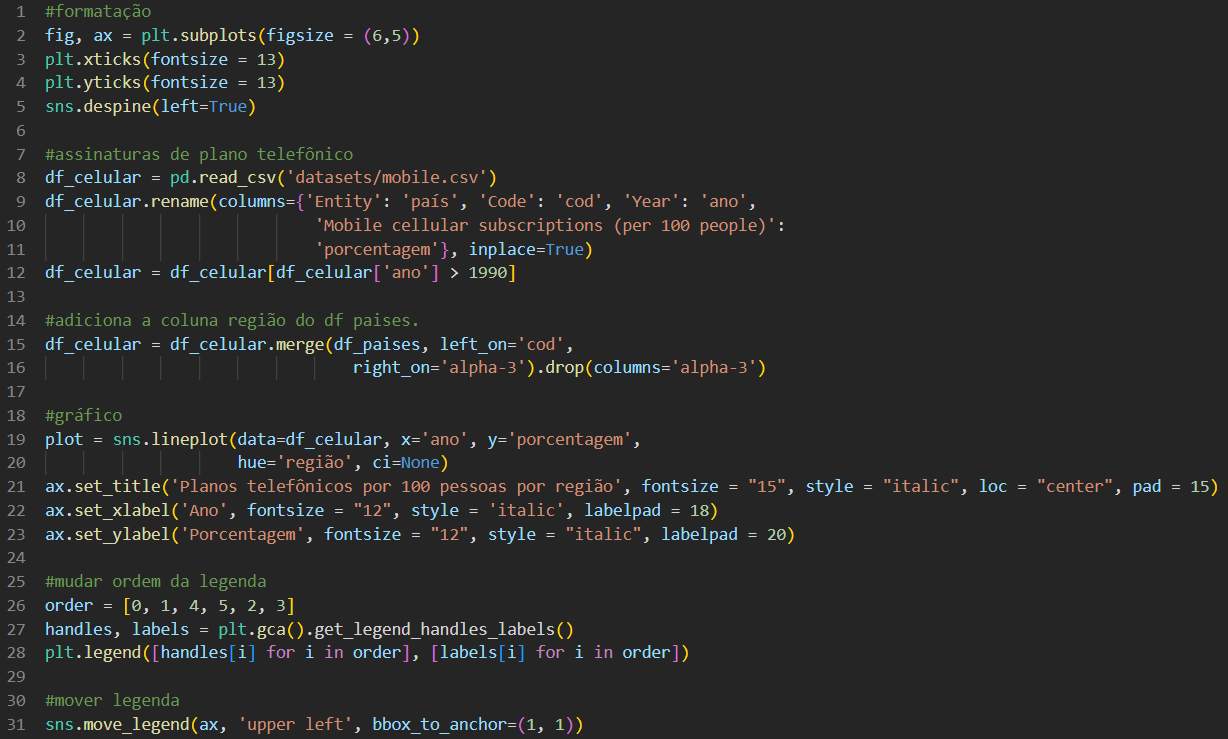 1 #formatação
2 fig, ax = plt.subplots(figsize = (6,5))
3 plt.xticks(fontsize = 13)
4 plt.yticks(fontsize = 13)
5 sns.despine(left=True)
6
7 #assinaturas de plano telefônico
8 df_celular = pd.read_csv('datasets/mobile.csv')
9 df_celular.rename(columns={'Entity': 'país', 'Code': 'cod', 'Year': 'ano',
10                             'Mobile cellular subscriptions (per 100 people)':
11                             'porcentagem'}, inplace=True)
12 df_celular = df_celular[df_celular['ano'] > 1990]
13
14 #adiciona a coluna região do df paises.
15 df_celular = df_celular.merge(df_paises, left_on='cod',
16                                 right_on='alpha-3').drop(columns='alpha-3')
17
18 #gráfico
19 plot = sns.lineplot(data=df_celular, x='ano', y='porcentagem',
20                     hue='região', ci=None)
21 ax.set_title('Planos telefônicos por 100 pessoas por região', fontsize = "15", style = "italic", loc = "center", pad = 15)
22 ax.set_xlabel('Ano', fontsize = "12", style = 'italic', labelpad = 18)
23 ax.set_ylabel('Porcentagem', fontsize = "12", style = "italic", labelpad = 20)
24
25 #mudar ordem da legenda
26 order = [0, 1, 4, 5, 2, 3]
27 handles, labels = plt.gca().get_legend_handles_labels()
28 plt.legend([handles[i] for i in order], [labels[i] for i in order])
29
30 #mover legenda
31 sns.move_legend(ax, 'upper left', bbox_to_anchor=(1, 1))